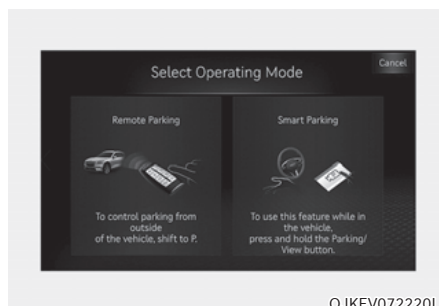 Select Operating Mode
Cancel
Remote Parking
To control parking from
outside
of the vehicle, shift to P.
Smart Parking
To use this feature while in
the vehicle,
press and hold the Parking/
View button.
OJKEV072220L